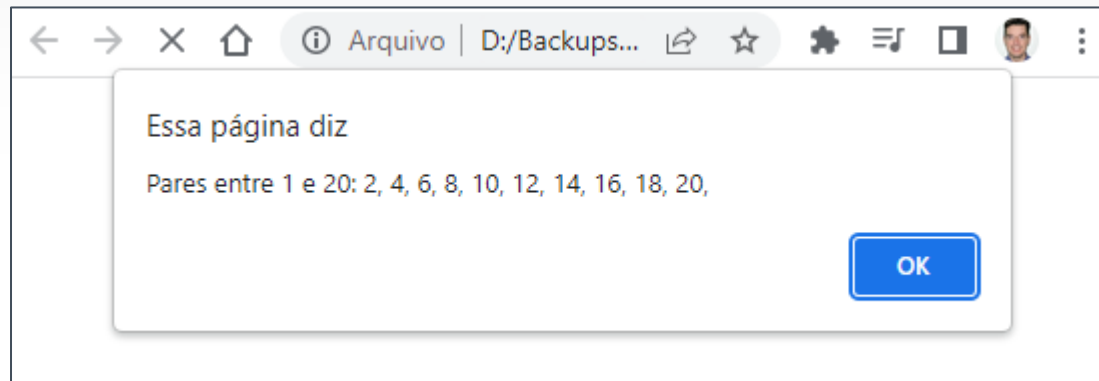 Arquivo | D:/Backups...
Essa página diz
Pares entre 1 e 20: 2, 4, 6, 8, 10, 12, 14, 16, 18, 20,
OK